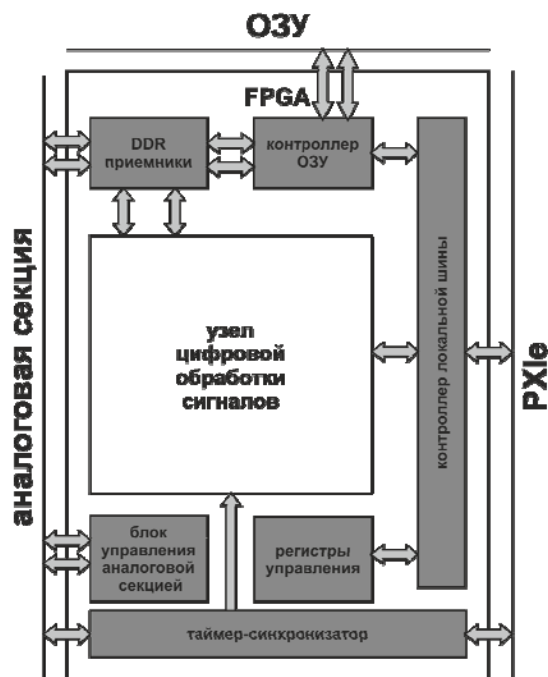 ОЗУ
FPGA
DDR
приемники
контроллер
ОЗУ
аналоговая секция
узел
цифровой
обработки
сигналов
контроллер локальной шины
PXIe
блок
управления
аналоговой
секцией
регистры
управления
таймер-синхронизатор